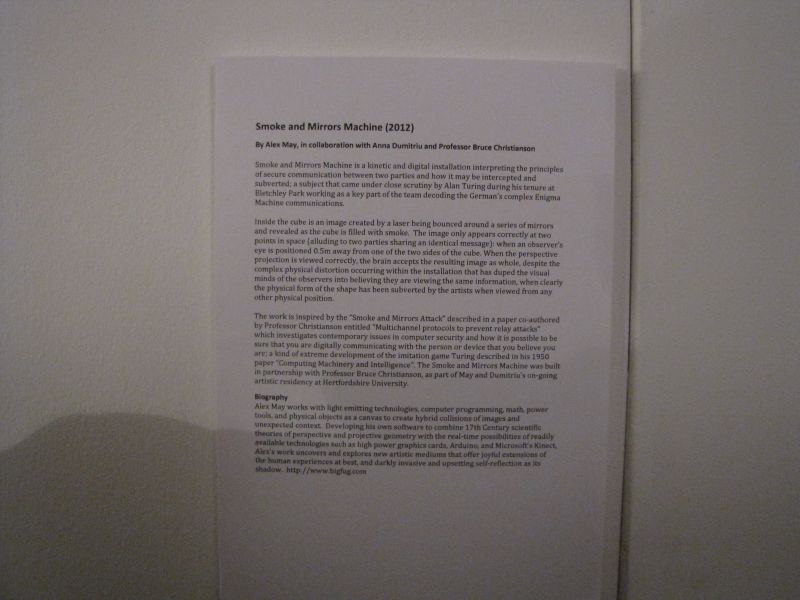 Smoke and Mirrors Machine (2012)
By Alex May, in collaboration with Anna Dumitriu and Professor Bruce Christianson
Smoke and Mirrors Machine is a kinetic and digital installation interpreting the principles
of secure communication between two parties and how it may be intercepted and
subverted; a subject that came under close scrutiny by Alan Turing during his tenure at
Bletchley Park working as a key part of the team decoding the German's complex Enigma
Machine communications.
Inside the cube is an image created by a laser being bounced around a series of mirrors
and revealed as the cube is filled with smoke. The image only appears correctly at two
points in space (alluding to two parties sharing an identical message): when an observer's
eye is positioned 0.5m away from one of the two sides of the cube. When the perspective
projection is viewed correctly, the brain accepts the resulting image as whole, despite the
complex physical distortion occurring within the installation that has duped the visual
minds of the observers into believing they are viewing the same information, when clearly
the physical form of the shape has been subverted by the artists when viewed from any
other physical position.
The work is inspired by the "Smoke and Mirrors Attack" described in a paper co-authored
by Professor Christianson entitled "Multichannel protocols to prevent relay attacks"
which investigates contemporary issues in computer security and how it is possible to be
sure that you are digitally communicating with the person or device that you believe you
are; a kind of extreme development of the imitation game Turing described in his 1950
paper "Computing Machinery and Intelligence". The Smoke and Mirrors Machine was built
in partnership with Professor Bruce Christianson, as part of May and Dumitriu's on-going
artistic residency at Hertfordshire University.
Biography
Alex May works with light emitting technologies, computer programming, math, power
tools, and physical objects as a canvas to create hybrid collisions of images and
unexpected context. Developing his own software to combine 17th Century scientific
theories of perspective and projective geometry with the real-time possibilities of readily
available technologies such as high power graphics cards, Arduino, and Microsoft's Kinect,
Alex's work uncovers and explores new artistic mediums that offer joyful extensions of
the human experiences at best, and darkly invasive and upsetting self-reflection as its
shadow. http://www.bigfug.com